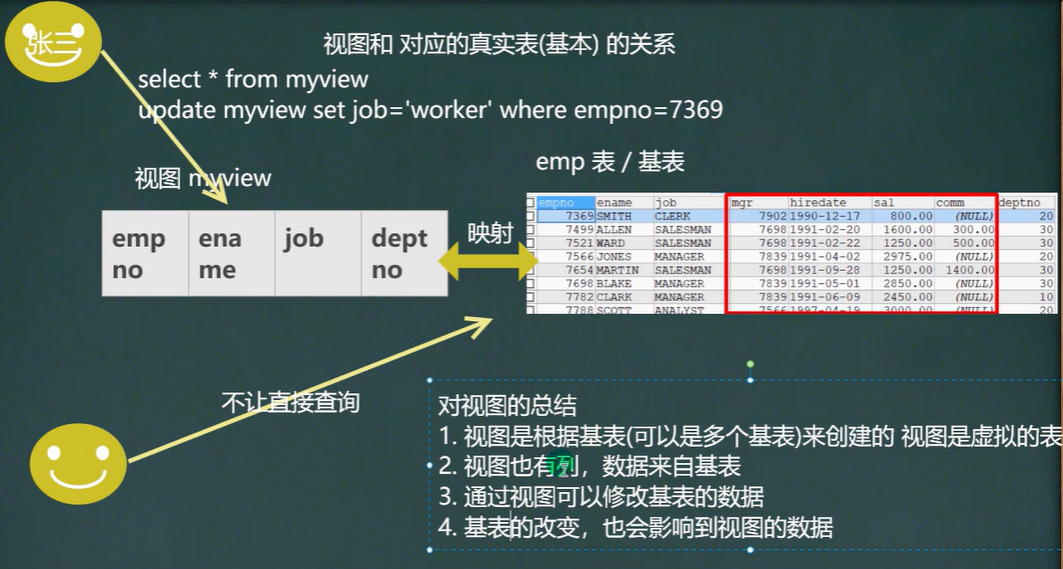 张三
视图和 对应的真实表(基本) 的关系
select * from myview
update myview set job='worker' where empno=7369
emp 表 / 基表
视图 myview
emp
no
ena
me
job
dept
no
映射
empno ename job mgr hiredate sal comm deptno
7369 SMITH CLERK 7902 1990-12-17 800.00 (NULL) 20
7499 ALLEN SALESMAN 7698 1991-02-20 1600.00 300.00 30
7521 WARD SALESMAN 7698 1991-02-22 1250.00 500.00 30
7566 JONES MANAGER 7839 1991-04-02 2975.00 (NULL) 20
7654 MARTIN SALESMAN 7698 1991-09-28 1250.00 1400.00 30
7698 BLAKE MANAGER 7839 1991-05-01 2850.00 (NULL) 30
7782 CLARK MANAGER 7839 1991-06-09 2450.00 (NULL) 10
7788 SCOTT ANALYST 7566 1997-04-19 3000.00 (NULL) 20
不让直接查询
对视图的总结
1. 视图是根据基表(可以是多个基表)来创建的 视图是虚拟的表
2. 视图也有列，数据来自基表
3. 通过视图可以修改基表的数据
4. 基表的改变，也会影响到视图的数据